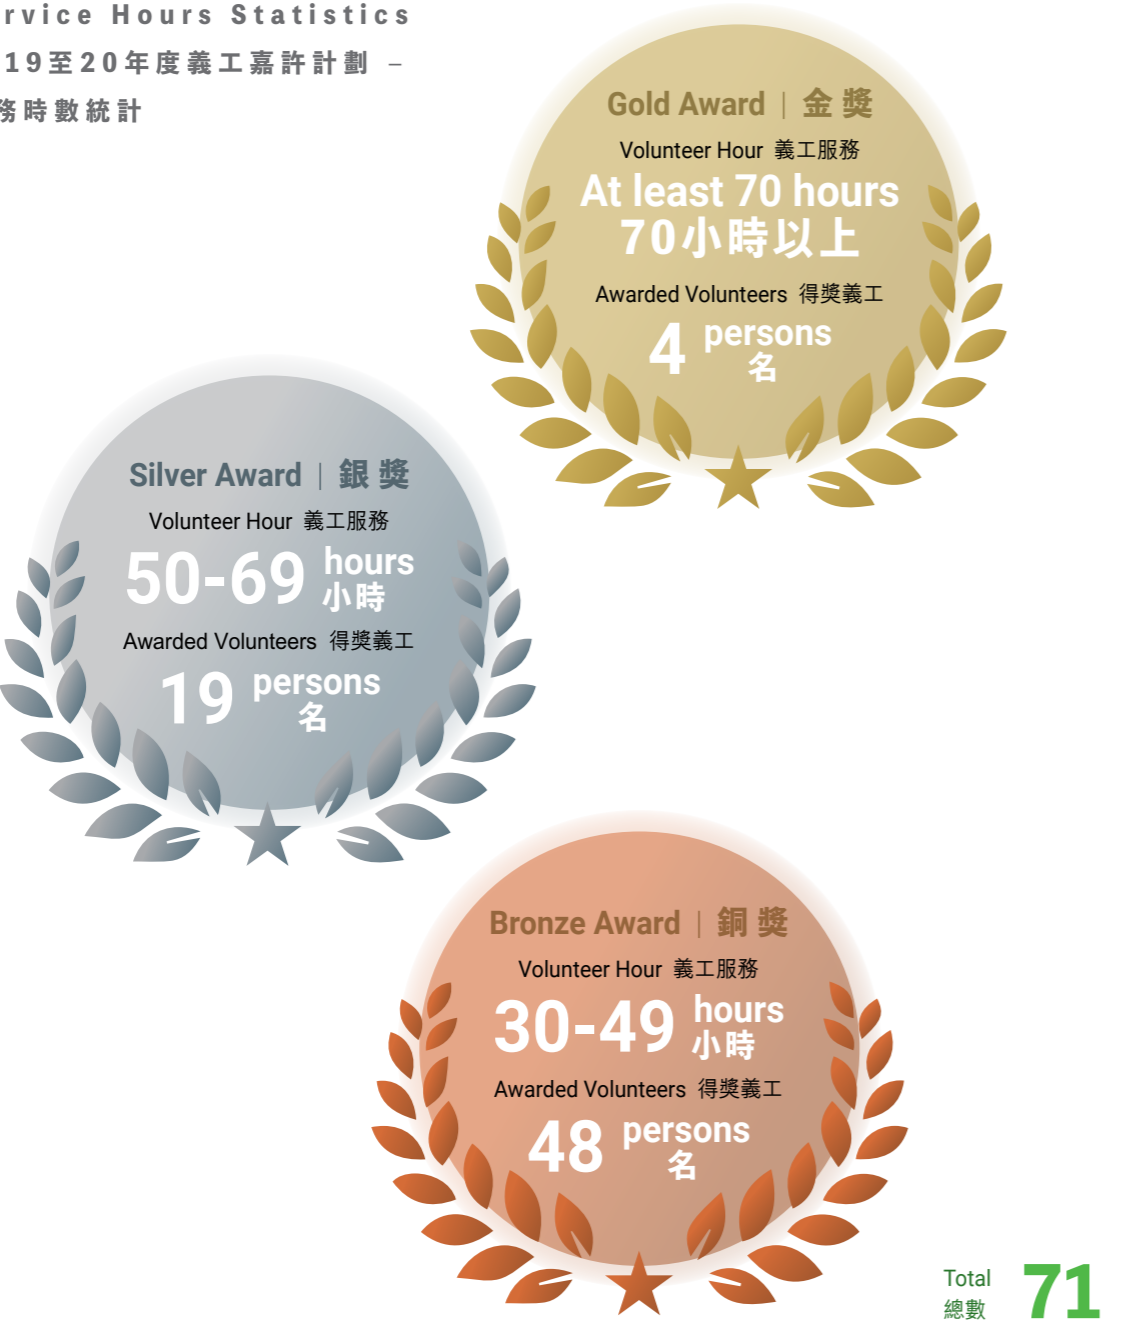 rvice Hours Statistics
19至20年度義工嘉許計劃 –
務時數統計
Gold Award | 金獎
Volunteer Hour 義工服務
At least 70 hours
70小時以上
Awarded Volunteers 得獎義工
4 persons
名
Silver Award | 銀獎
Volunteer Hour 義工服務
50-69 hours
小時
Awarded Volunteers 得獎義工
19 persons
名
Bronze Award | 銅獎
Volunteer Hour 義工服務
30-49 hours
小時
Awarded Volunteers 得獎義工
48 persons
名
Total 71
總數